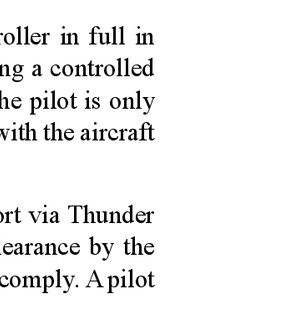 roller in full in
ng a controlled
he pilot is only
with the aircraft
ort via Thunder
learance by the
comply. A pilot